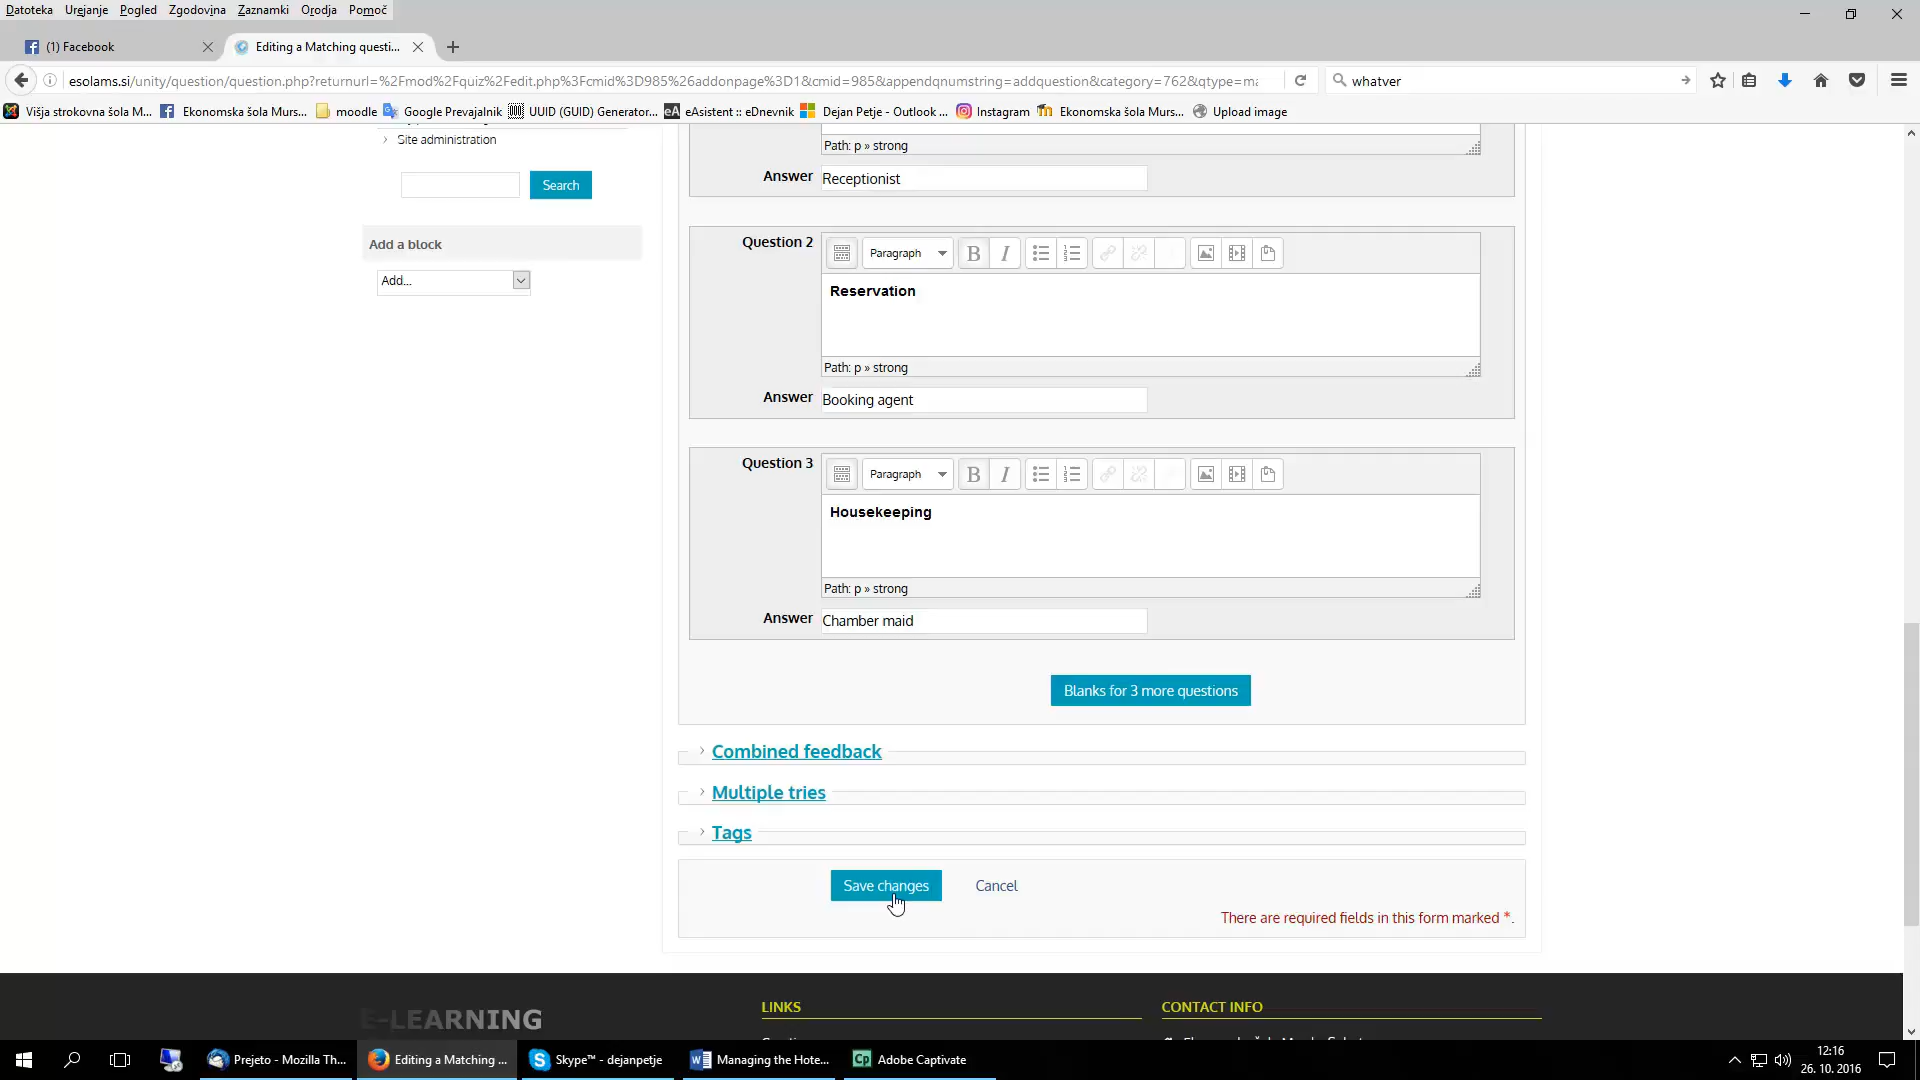 Datoteka Urejanje Pogled Zgodovina Zaznamki Orodja Pomoč
(1) Facebook
Editing a Matching questi...
esolams.si/unity/question/question.php?returnurl=%2Fmod%2Fquiz%2Fedit.php%3Fcmid%3D985%26addonpage%3D1&cmid=985&appendqnumstring=addquestion&category=762&qtype=ma
whatver
Višja strokovna šola M... Ekonomska šola Murs... moodle Google Prevajalnik UUID (GUID) Generator... eA eAsistent :: eDnevnik Dejan Petje - Outlook ... Instagram Ekonomska šola Murs... Upload image
Site administration
Search
Add a block
Add...
Path: p » strong
Answer Receptionist
Question 2
Paragraph B I
Reservation
Path: p » strong
Answer Booking agent
Question 3
Paragraph B I
Housekeeping
Path: p » strong
Answer Chamber maid
Blanks for 3 more questions
Combined feedback
Multiple tries
Tags
Save changes Cancel
There are required fields in this form marked *.
E-LEARNING
LINKS
CONTACT INFO
Prejeto - Mozilla Th... Editing a Matching ... Skype™ - dejanpetje Managing the Hote... Cp Adobe Captivate
12:16
26. 10. 2016